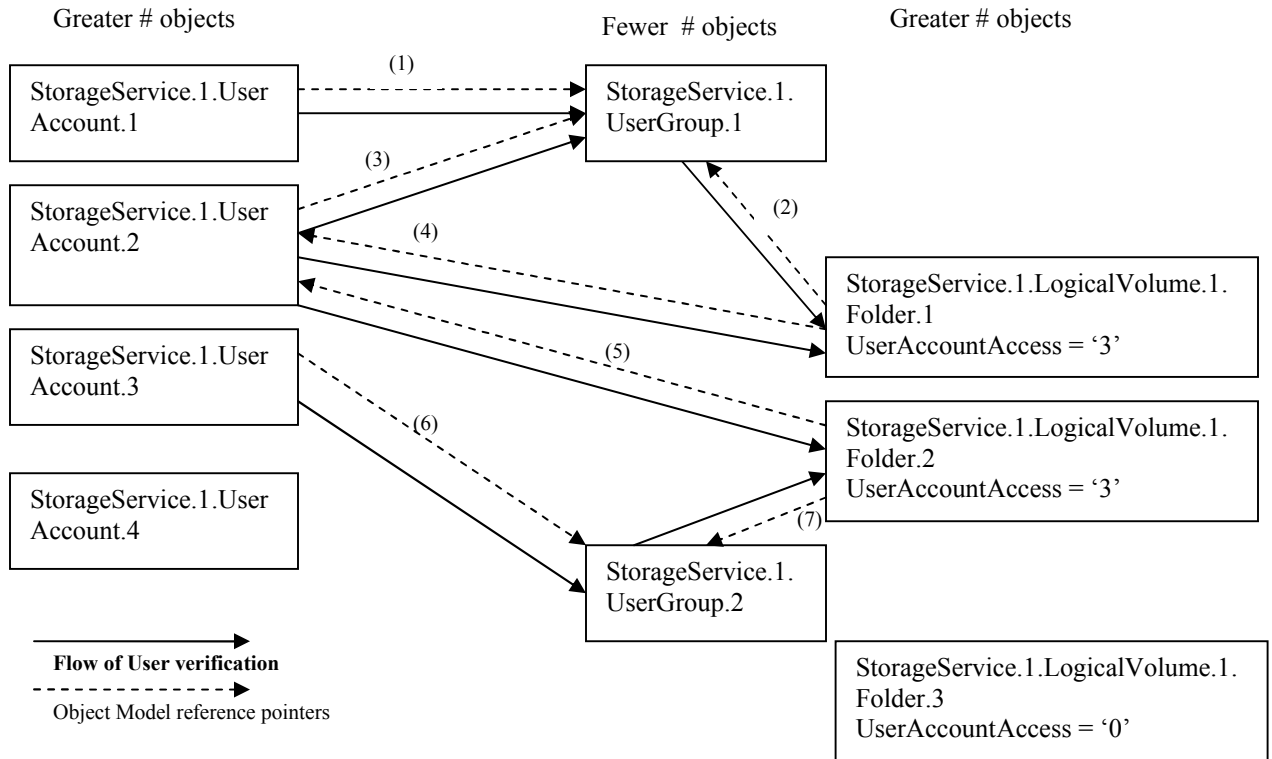 Greater # objects
Fewer # objects
Greater # objects
StorageService.1.User
Account.1
(1)
StorageService.1.
UserGroup.1
StorageService.1.User
Account.2
(3)
(2)
(4)
StorageService.1.LogicalVolume.1.
Folder.1
UserAccountAccess = ‘3’
StorageService.1.User
Account.3
(5)
(6)
StorageService.1.LogicalVolume.1.
Folder.2
UserAccountAccess = ‘3’
StorageService.1.User
Account.4
(7)
StorageService.1.
UserGroup.2
Flow of User verification
Object Model reference pointers
StorageService.1.LogicalVolume.1.
Folder.3
UserAccountAccess = ‘0’